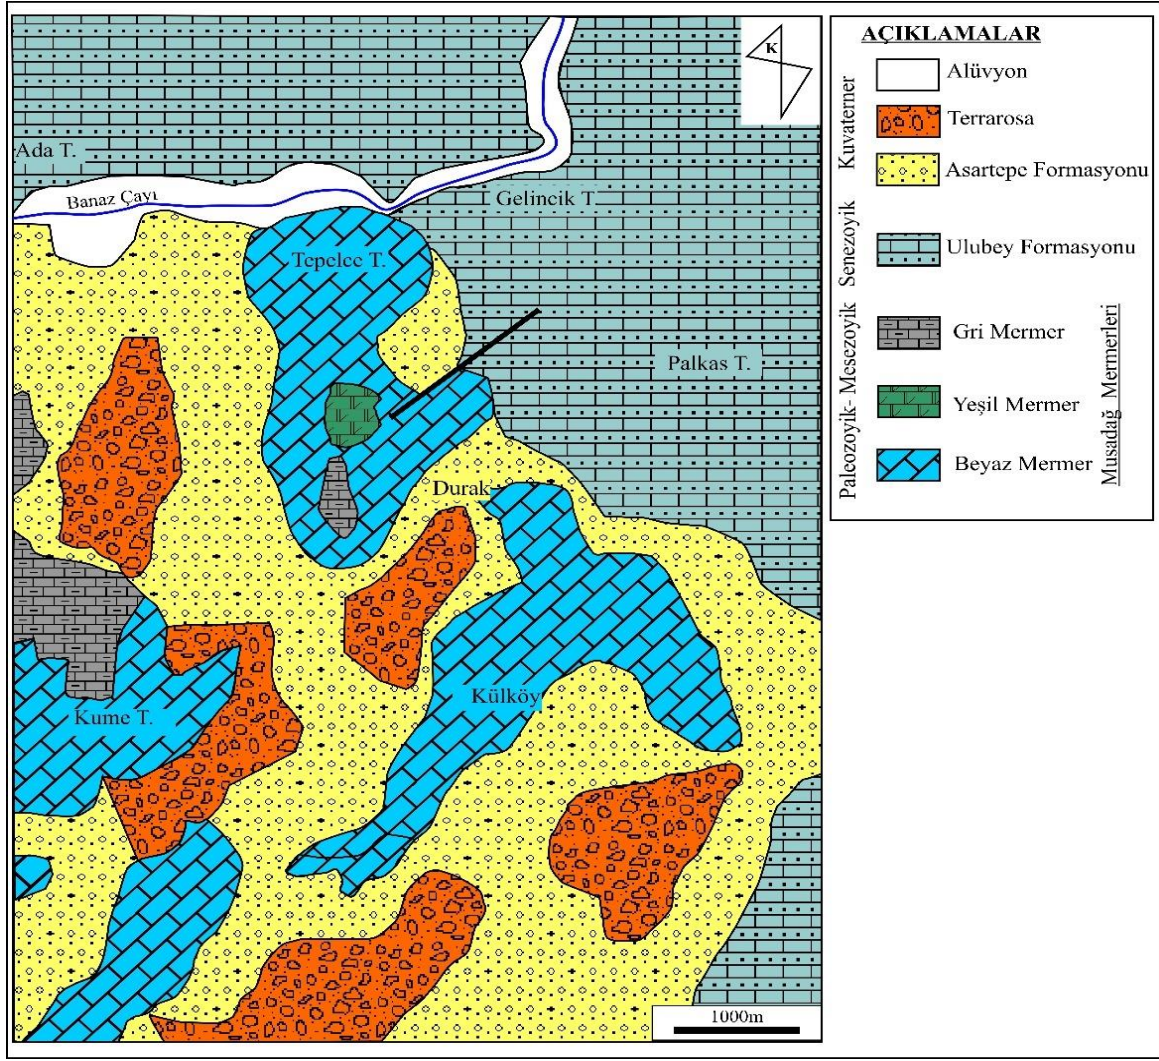 K
Ada T.
Banaz Çayı
Gelincik T.
Tepelce T.
Palkas T.
Durak
Külköy
Kume T.
1000m
AÇIKLAMALAR
Alüvyon
Terrarosa
Asartepe Formasyonu
Ulubey Formasyonu
Gri Mermer
Yeşil Mermer
Beyaz Mermer
Kuvaterner
Senezoyik
Paleozoyik- Mesezoyik
Musadağ Mermerleri